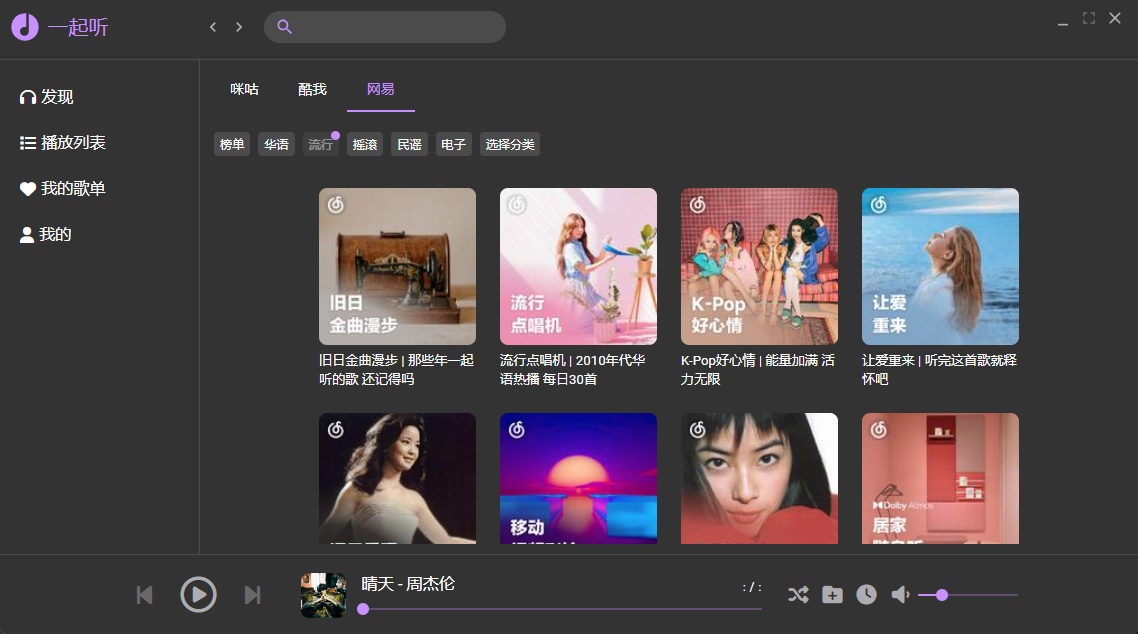 一起听
发现
播放列表
我的歌单
我的
咪咕
酷我
网易
榜单
华语
流行
摇滚
民谣
电子
选择分类
旧日
金曲漫步
流行
点唱机
K-Pop
好心情
让爱
重来
旧日金曲漫步 | 那些年一起
听的歌 还记得吗
流行点唱机 | 2010年代华
语热播 每日30首
K-Pop好心情 | 能量加满 活
力无限
让爱重来 | 听完这首歌就释
怀吧
移动
Dolby Atmos
居家
晴天 - 周杰伦
: / :